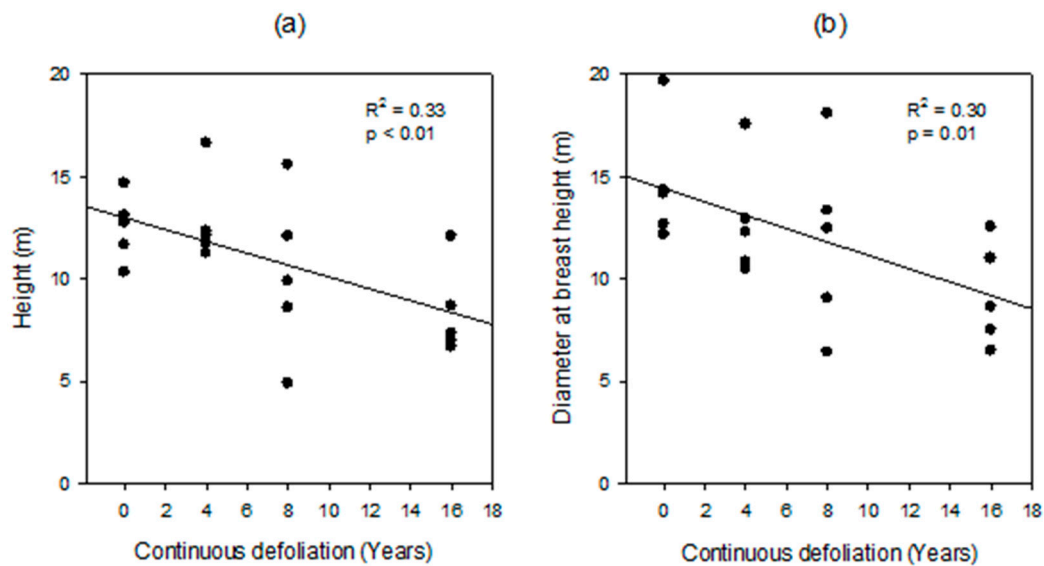 (a)
R² = 0.33
p < 0.01
20
15
10
5
0
Height (m)
0 2 4 6 8 10 12 14 16 18
Continuous defoliation (Years)
(b)
R² = 0.30
p = 0.01
20
15
10
5
0
Diameter at breast height (m)
0 2 4 6 8 10 12 14 16 18
Continuous defoliation (Years)